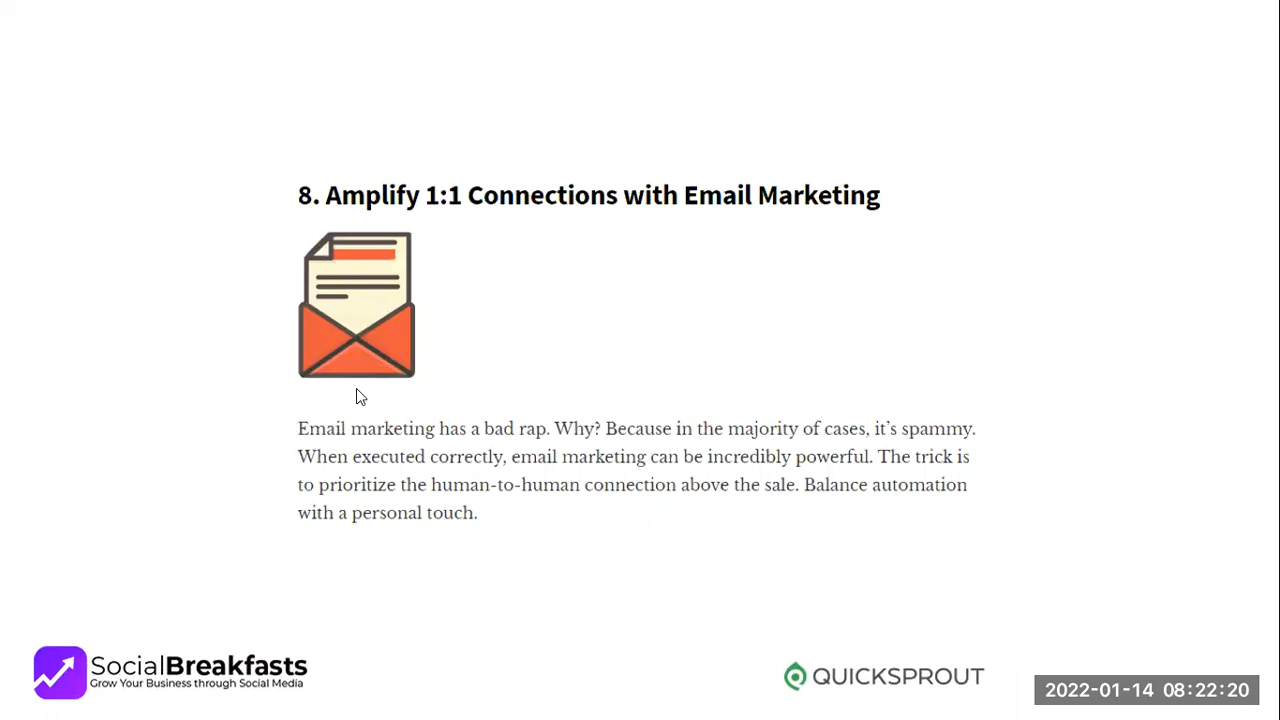 8. Amplify 1:1 Connections with Email Marketing
Email marketing has a bad rap. Why? Because in the majority of cases, it’s spammy.
When executed correctly, email marketing can be incredibly powerful. The trick is
to prioritize the human-to-human connection above the sale. Balance automation
with a personal touch.
SocialBreakfasts
Grow Your Business through Social Media
QUICKSPROUT
2022-01-14 08:22:20